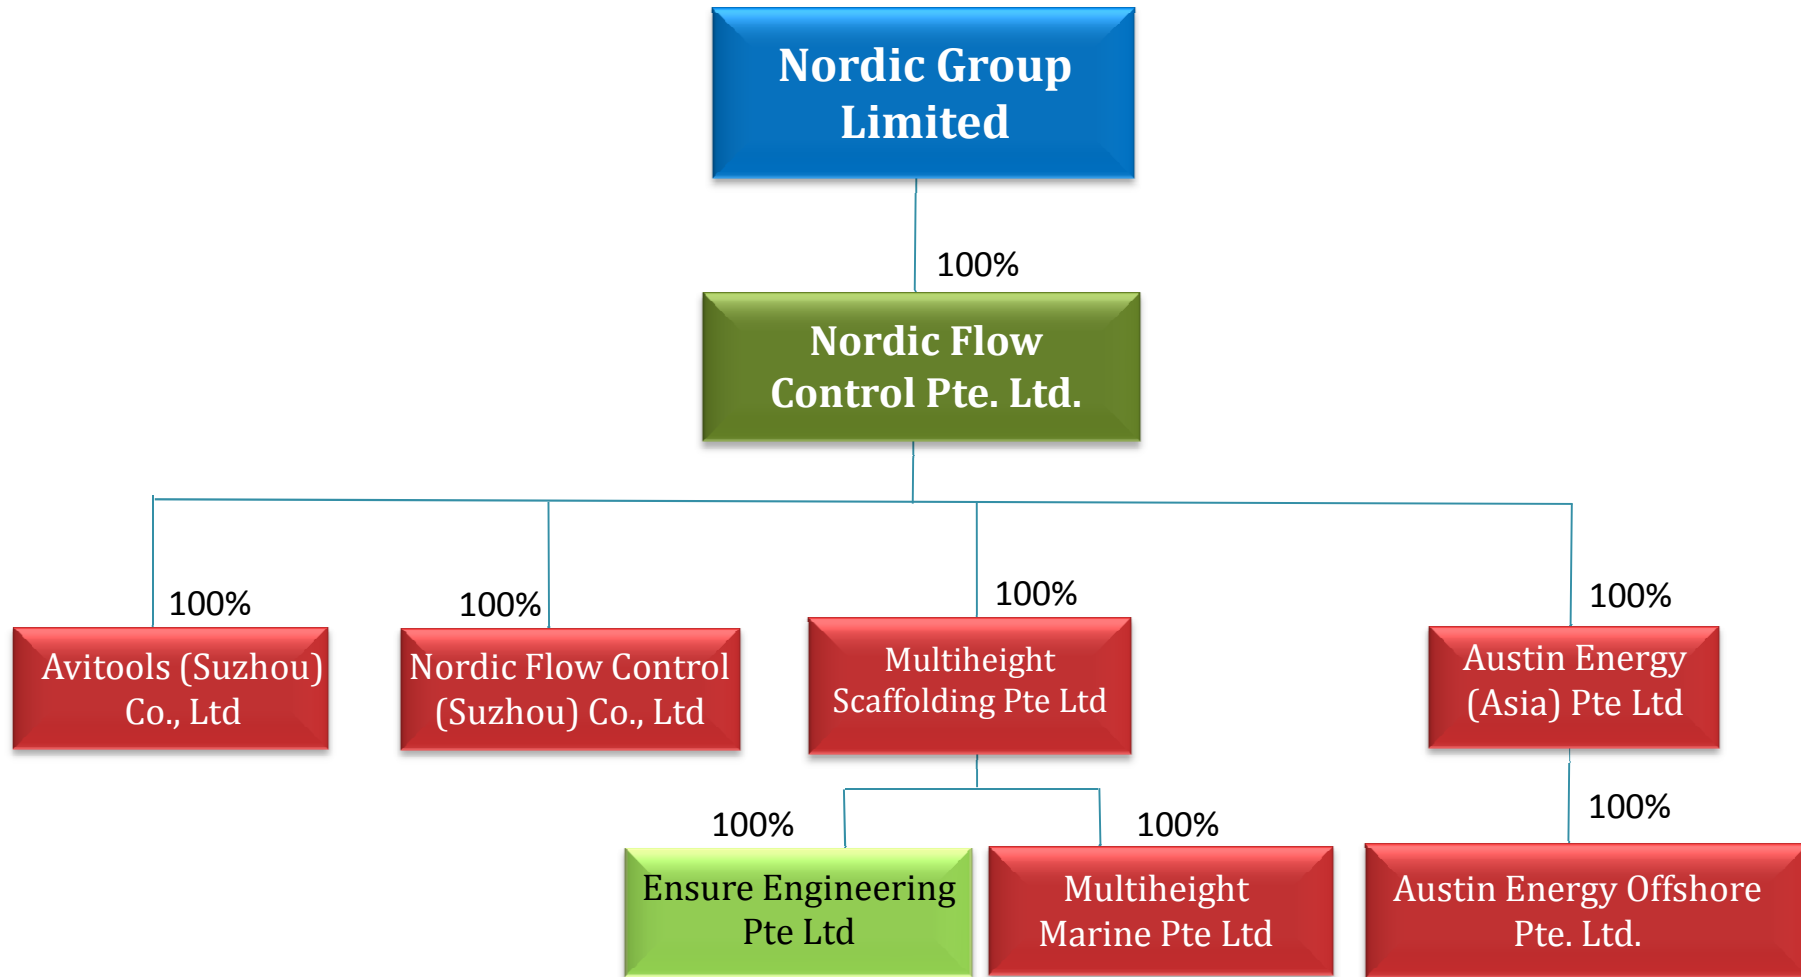 Nordic Group
Limited
100%
Nordic Flow
Control Pte. Ltd.
100%
100%
100%
100%
Avitools (Suzhou)
Co., Ltd
Nordic Flow Control
(Suzhou) Co., Ltd
Multiheight
Scaffolding Pte Ltd
Austin Energy
(Asia) Pte Ltd
100%
100%
100%
Ensure Engineering
Pte Ltd
Multiheight
Marine Pte Ltd
Austin Energy Offshore
Pte. Ltd.